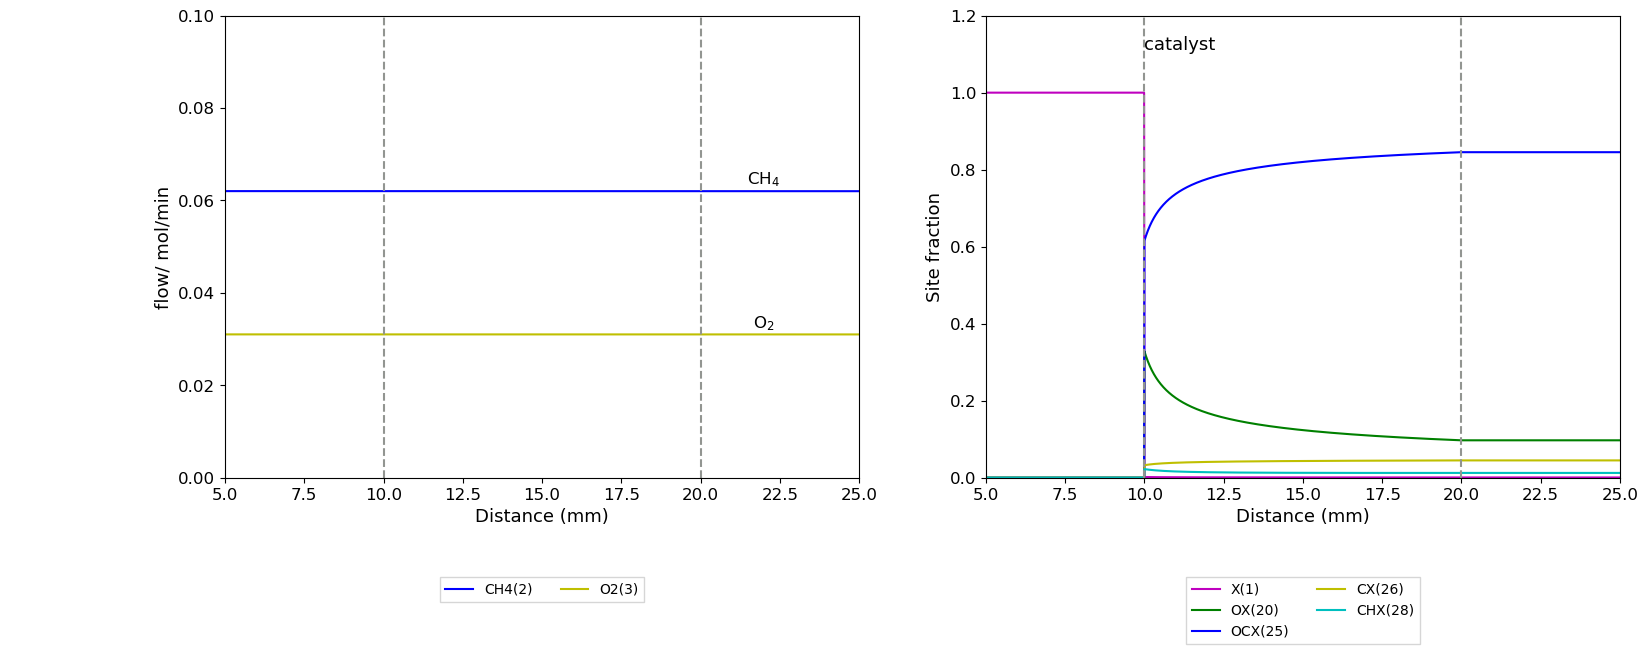 0.10
0.08
0.06
0.04
0.02
0.00
flow/ mol/min
CH₄
O₂
5.0 7.5 10.0 12.5 15.0 17.5 20.0 22.5 25.0
Distance (mm)
CH4(2) O2(3)
1.2
1.0
0.8
0.6
0.4
0.2
0.0
Site fraction
catalyst
5.0 7.5 10.0 12.5 15.0 17.5 20.0 22.5 25.0
Distance (mm)
X(1) CX(26)
OX(20) CHX(28)
OCX(25)